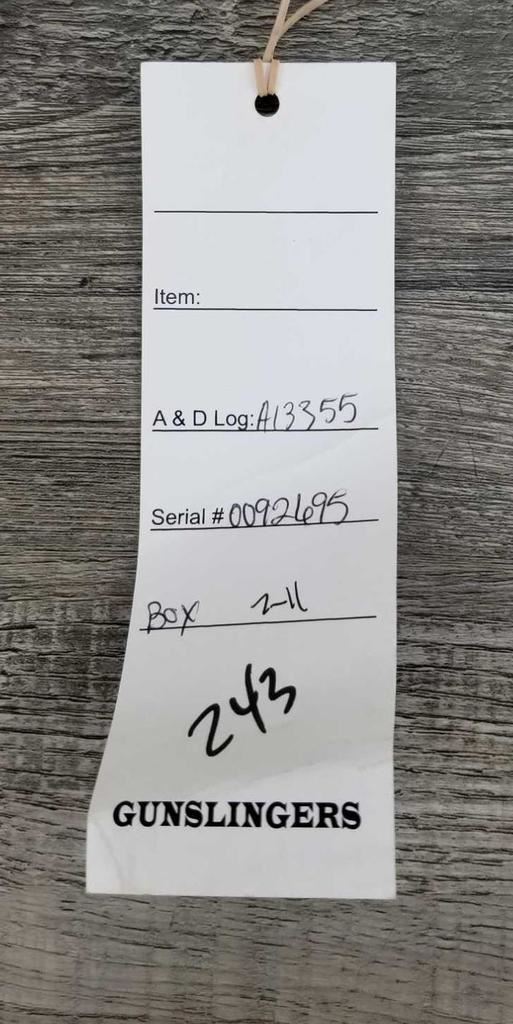 Item:
A & D Log: A13355
Serial # 0092695
Box 2-11
243
GUNSLINGERS